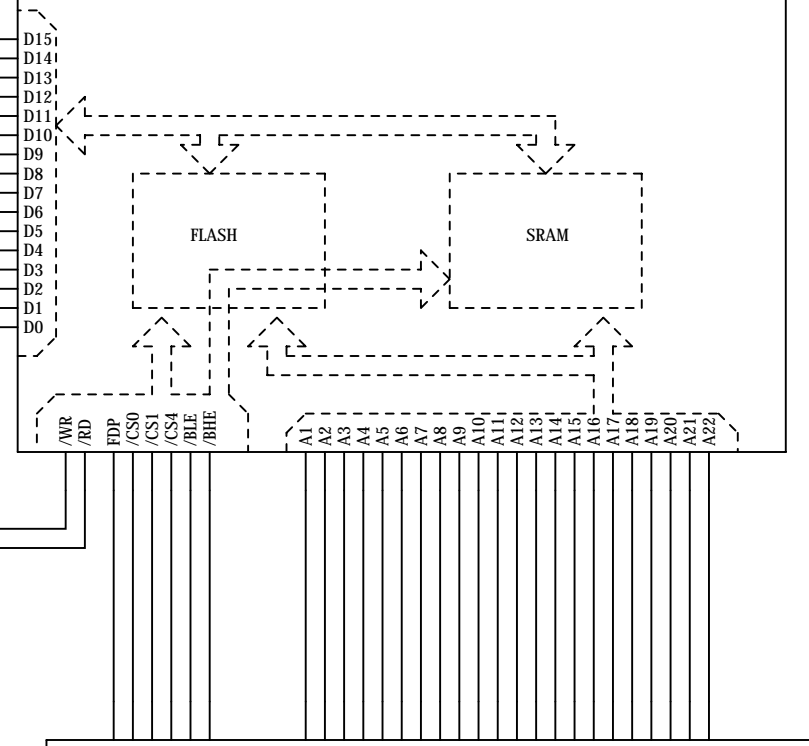 D15
D14
D13
D12
D11
D10
D9
D8
D7
D6
D5
D4
D3
D2
D1
D0
FLASH
SRAM
/WR
/RD
FDP
/CS0
/CS1
/CS4
/BLE
/BHE
A1
A2
A3
A4
A5
A6
A7
A8
A9
A10
A11
A12
A13
A14
A15
A16
A17
A18
A19
A20
A21
A22